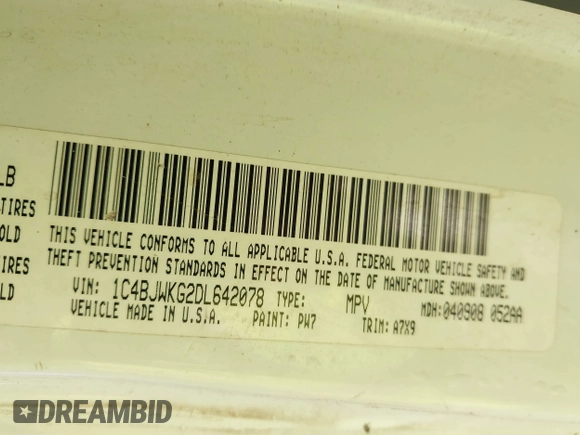 LB
TIRES
OLD
IRES
LD
THIS VEHICLE CONFORMS TO ALL APPLICABLE U.S.A. FEDERAL MOTOR VEHICLE SAFETY AND
THEFT PREVENTION STANDARDS IN EFFECT ON THE DATE OF MANUFACTURE SHOWN ABOVE.
VIN: 1C4BJWKG2DL642078 TYPE: MPV MDH:040908 052AA
VEHICLE MADE IN U.S.A. PAINT: PW7 TRIM: A7X9
DREAMBID